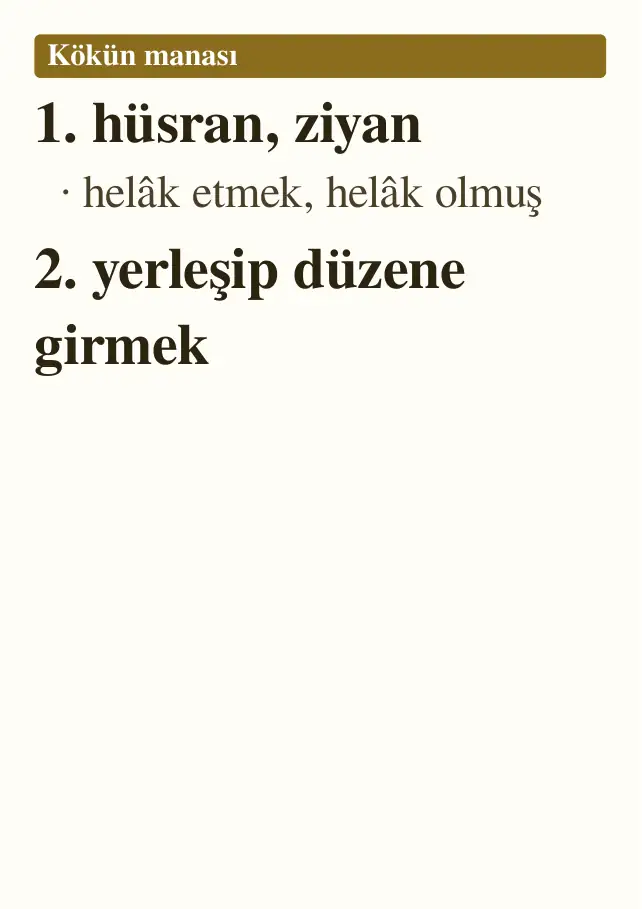 Kökün manası
1. hüsran, ziyan
· helâk etmek, helâk olmuş
2. yerleşip düzene
girmek